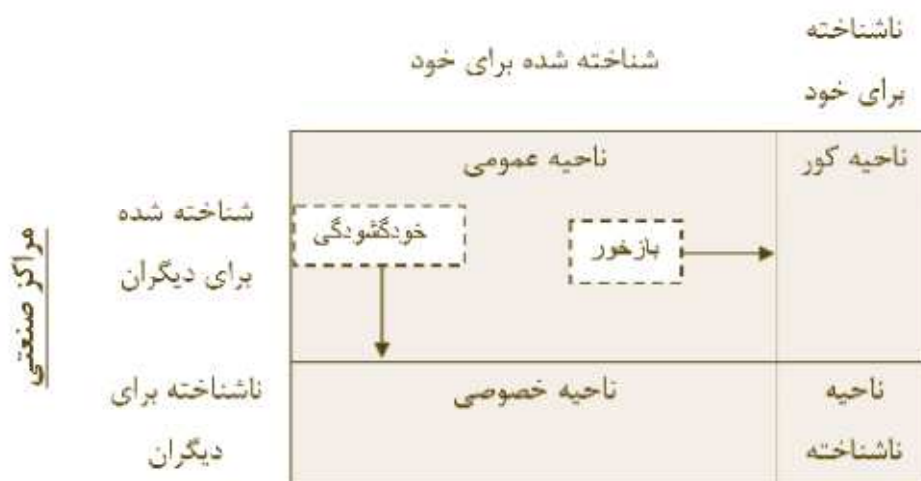 ناشناخته
برای خود
شناخته شده برای خود
ناحیه کور
ناحیه عمومی
شناخته شده
برای دیگران
خودگشودگی
بازخور
مراکز صنعتی
ناشناخته برای
دیگران
ناحیه خصوصی
ناحیه
ناشناخته